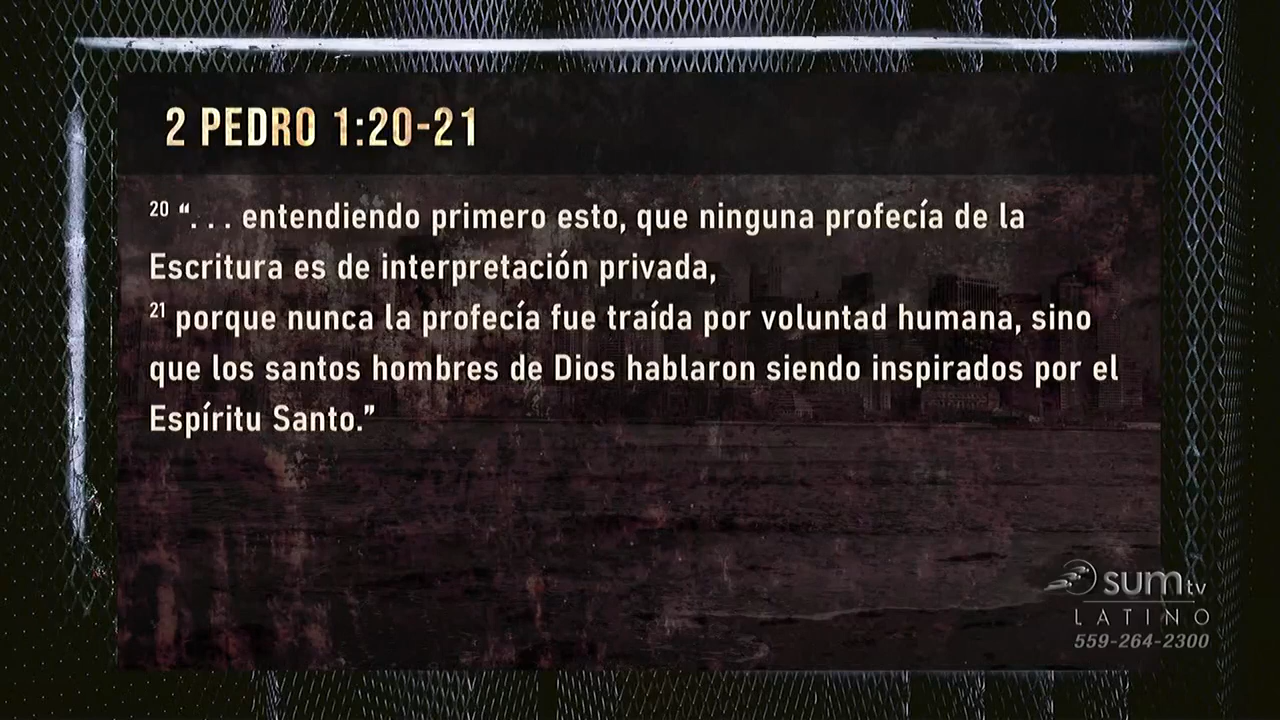 2 PEDRO 1:20-21
20 “. . . entendiendo primero esto, que ninguna profecía de la
Escritura es de interpretación privada,
21 porque nunca la profecía fue traída por voluntad humana, sino
que los santos hombres de Dios hablaron siendo inspirados por el
Espíritu Santo.”
sumtv
LATINO
559-264-2300